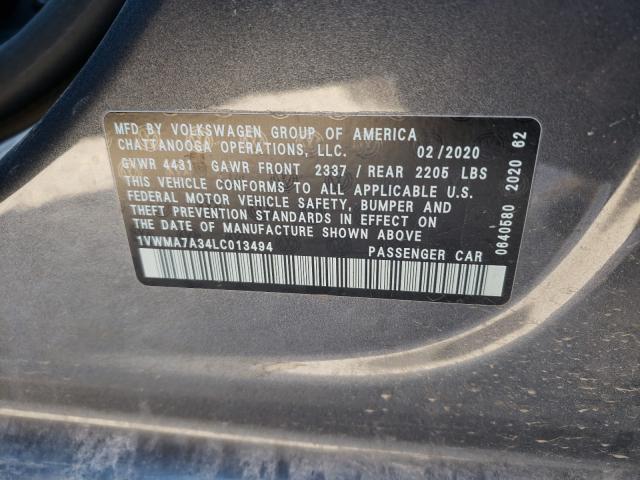 MFD BY VOLKSWAGEN GROUP OF AMERICA
CHATTANOOGA OPERATIONS, LLC. 02/2020
GVWR 4431 GAWR FRONT 2337 / REAR 2205 LBS
THIS VEHICLE CONFORMS TO ALL APPLICABLE U.S.
FEDERAL MOTOR VEHICLE SAFETY, BUMPER AND
THEFT PREVENTION STANDARDS IN EFFECT ON
THE DATE OF MANUFACTURE SHOWN ABOVE
1VWMA7A34LC013494 PASSENGER CAR
0640580 2020 62